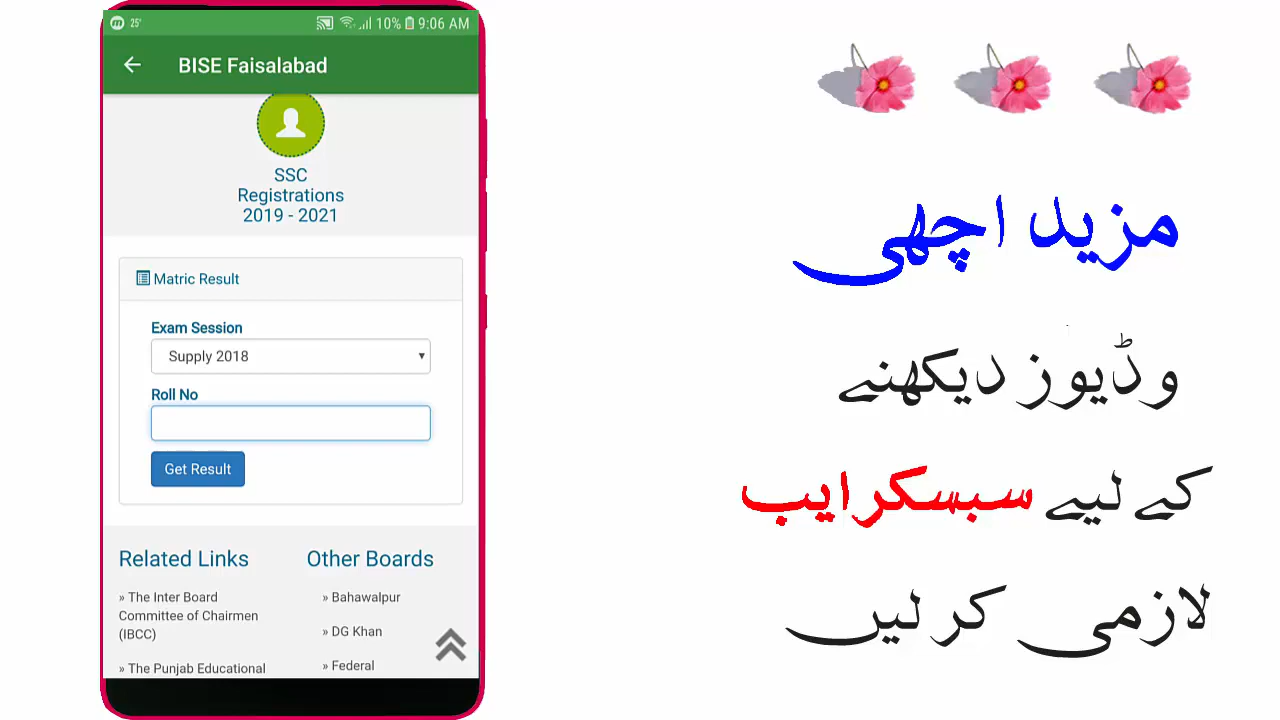 25°
10% 9:06 AM
BISE Faisalabad
SSC
Registrations
2019 - 2021
Matric Result
Exam Session
Supply 2018
Roll No
Get Result
Related Links
» The Inter Board
Committee of Chairmen
(IBCC)
» The Punjab Educational
Other Boards
» Bahawalpur
» DG Khan
» Federal
مزید اچھی
وڈیوز دیکھنے
کے لیے سبسکرایب
لازمی کر لیں